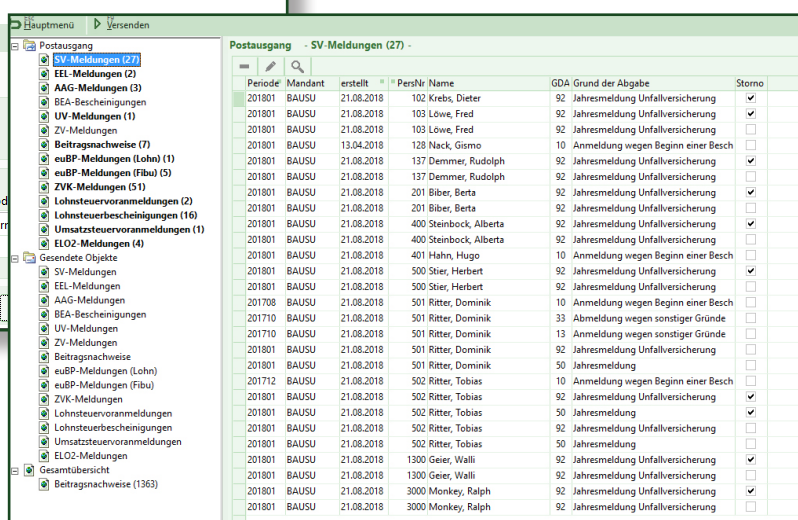 ESC
F9
Hauptmenü Versenden
Postausgang
SV-Meldungen (27)
EEL-Meldungen (2)
AAG-Meldungen (3)
BEA-Bescheinigungen
UV-Meldungen (1)
ZV-Meldungen
Beitragsnachweise (7)
euBP-Meldungen (Lohn) (1)
euBP-Meldungen (Fibu) (5)
ZVK-Meldungen (51)
Lohnsteuervoranmeldungen (2)
Lohnsteuerbescheinigungen (16)
Umsatzsteuervoranmeldungen (1)
ELO2-Meldungen (4)
Gesendete Objekte
SV-Meldungen
EEL-Meldungen
AAG-Meldungen
BEA-Bescheinigungen
UV-Meldungen
ZV-Meldungen
Beitragsnachweise
euBP-Meldungen (Lohn)
euBP-Meldungen (Fibu)
ZVK-Meldungen
Lohnsteuervoranmeldungen
Lohnsteuerbescheinigungen
Umsatzsteuervoranmeldungen
ELO2-Meldungen
Gesamtübersicht
Beitragsnachweise (1363)
Postausgang - SV-Meldungen (27) -
Periode Mandant erstellt PersNr Name GDA Grund der Abgabe Storno
201801 BAUSU 21.08.2018 102 Krebs, Dieter 92 Jahresmeldung Unfallversicherung
201801 BAUSU 21.08.2018 103 Löwe, Fred 92 Jahresmeldung Unfallversicherung
201801 BAUSU 21.08.2018 103 Löwe, Fred 92 Jahresmeldung Unfallversicherung
201801 BAUSU 13.04.2018 128 Nack, Gismo 10 Anmeldung wegen Beginn einer Besch
201801 BAUSU 21.08.2018 137 Demmer, Rudolph 92 Jahresmeldung Unfallversicherung
201801 BAUSU 21.08.2018 137 Demmer, Rudolph 92 Jahresmeldung Unfallversicherung
201801 BAUSU 21.08.2018 201 Biber, Berta 92 Jahresmeldung Unfallversicherung
201801 BAUSU 21.08.2018 201 Biber, Berta 92 Jahresmeldung Unfallversicherung
201801 BAUSU 21.08.2018 400 Steinbock, Alberta 92 Jahresmeldung Unfallversicherung
201801 BAUSU 21.08.2018 400 Steinbock, Alberta 92 Jahresmeldung Unfallversicherung
201801 BAUSU 21.08.2018 401 Hahn, Hugo 10 Anmeldung wegen Beginn einer Besch
201801 BAUSU 21.08.2018 500 Stier, Herbert 92 Jahresmeldung Unfallversicherung
201801 BAUSU 21.08.2018 500 Stier, Herbert 92 Jahresmeldung Unfallversicherung
201708 BAUSU 21.08.2018 501 Ritter, Dominik 10 Anmeldung wegen Beginn einer Besch
201710 BAUSU 21.08.2018 501 Ritter, Dominik 33 Abmeldung wegen sonstiger Gründe
201710 BAUSU 21.08.2018 501 Ritter, Dominik 13 Anmeldung wegen sonstiger Gründe
201801 BAUSU 21.08.2018 501 Ritter, Dominik 92 Jahresmeldung Unfallversicherung
201801 BAUSU 21.08.2018 501 Ritter, Dominik 50 Jahresmeldung
201712 BAUSU 21.08.2018 502 Ritter, Tobias 10 Anmeldung wegen Beginn einer Besch
201801 BAUSU 21.08.2018 502 Ritter, Tobias 92 Jahresmeldung Unfallversicherung
201801 BAUSU 21.08.2018 502 Ritter, Tobias 50 Jahresmeldung
201801 BAUSU 21.08.2018 502 Ritter, Tobias 92 Jahresmeldung Unfallversicherung
201801 BAUSU 21.08.2018 502 Ritter, Tobias 50 Jahresmeldung
201801 BAUSU 21.08.2018 1300 Geier, Walli 92 Jahresmeldung Unfallversicherung
201801 BAUSU 21.08.2018 1300 Geier, Walli 92 Jahresmeldung Unfallversicherung
201801 BAUSU 21.08.2018 3000 Monkey, Ralph 92 Jahresmeldung Unfallversicherung
201801 BAUSU 21.08.2018 3000 Monkey, Ralph 92 Jahresmeldung Unfallversicherung